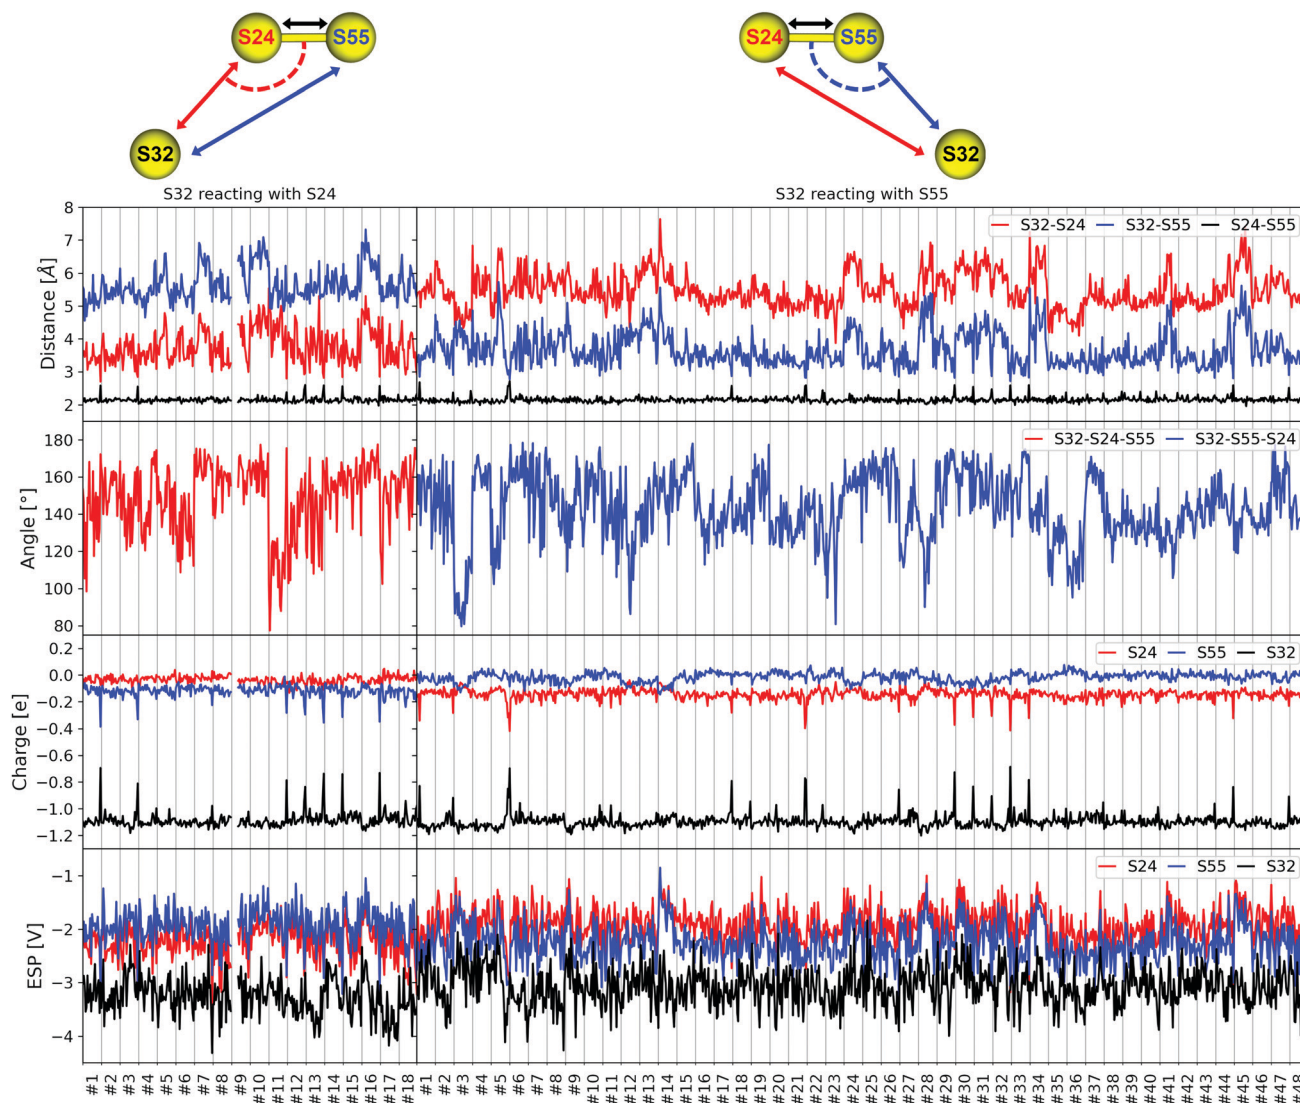 S24 S55
S32
S24 S55
S32
S32 reacting with S24
S32 reacting with S55
Distance [Å]
8
7
6
5
4
3
2
S32-S24 S32-S55 S24-S55
Angle [°]
180
160
140
120
100
80
S32-S24-S55 S32-S55-S24
Charge [e]
0.2
0.0
−0.2
−0.4
−0.6
−0.8
−1.0
−1.2
S24 S55 S32
ESP [V]
−1
−2
−3
−4
S24 S55 S32
#1 #2 #3 #4 #5 #6 #7 #8 #9 #10 #11 #12 #13 #14 #15 #16 #17 #18
#1 #2 #3 #4 #5 #6 #7 #8 #9 #10 #11 #12 #13 #14 #15 #16 #17 #18 #19 #20 #21 #22 #23 #24 #25 #26 #27 #28 #29 #30 #31 #32 #33 #34 #35 #36 #37 #38 #39 #40 #41 #42 #43 #44 #45 #46 #47 #48